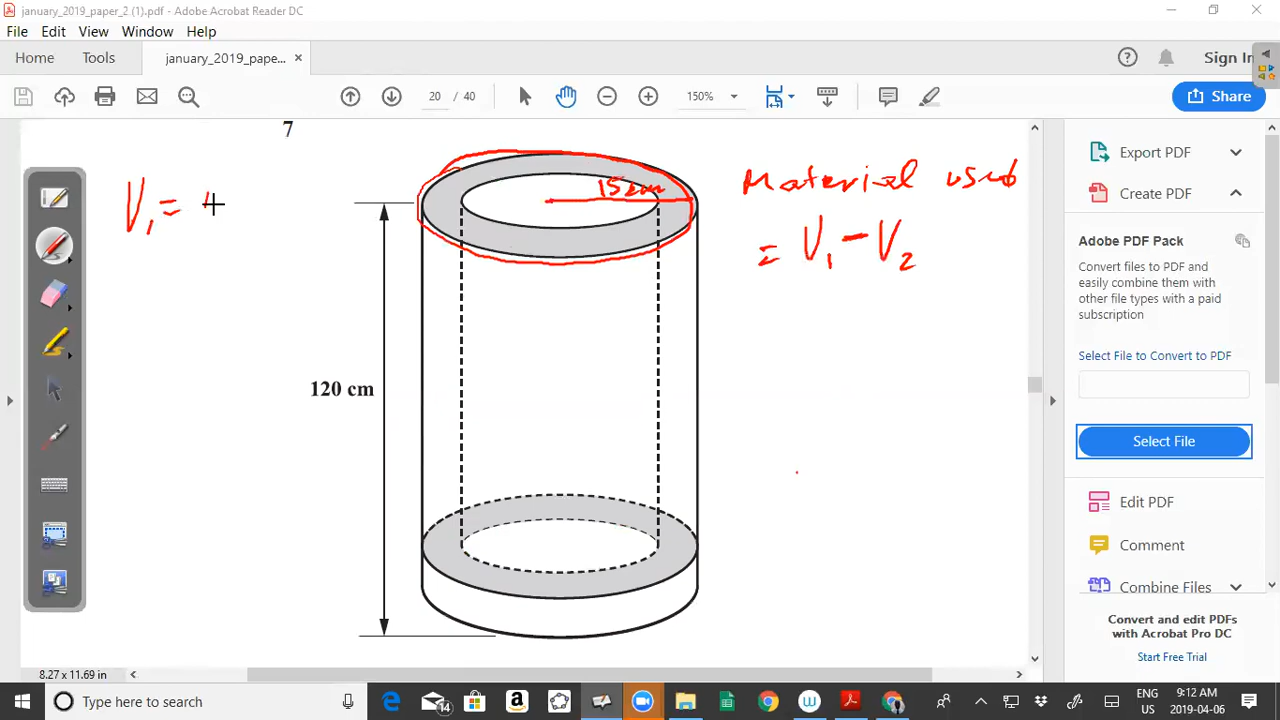 january_2019_paper_2 (1).pdf - Adobe Acrobat Reader DC
File Edit View Window Help
Home Tools january_2019_pape... × Sign In
20 / 40 150% Share
7
V₁ =
15cm
Material used
= V₁ - V₂
120 cm
Export PDF
Create PDF
Adobe PDF Pack
Convert files to PDF and
easily combine them with
other file types with a paid
subscription
Select File to Convert to PDF
Select File
Edit PDF
Comment
Combine Files
Convert and edit PDFs
with Acrobat Pro DC
Start Free Trial
8.27 x 11.69 in
Type here to search
14
ENG
US
9:12 AM
2019-04-06